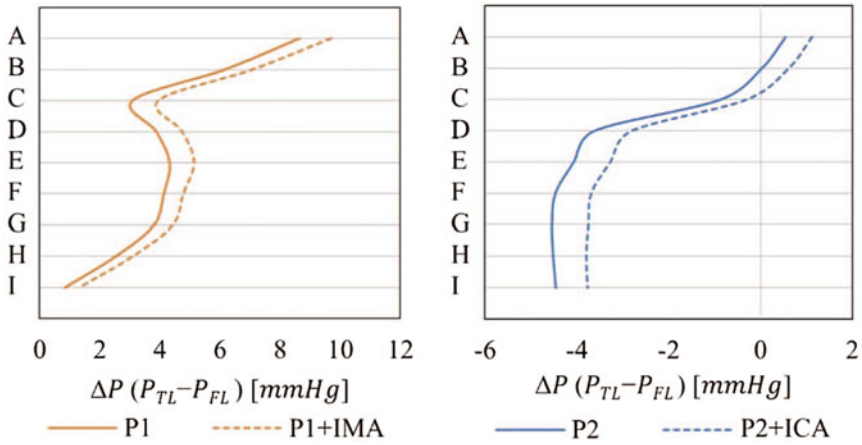 A
B
C
D
E
F
G
H
I
0 2 4 6 8 10 12
ΔP (P_TL−P_FL) [mmHg]
P1 P1+IMA
A
B
C
D
E
F
G
H
I
-6 -4 -2 0 2
ΔP (P_TL−P_FL) [mmHg]
P2 P2+ICA